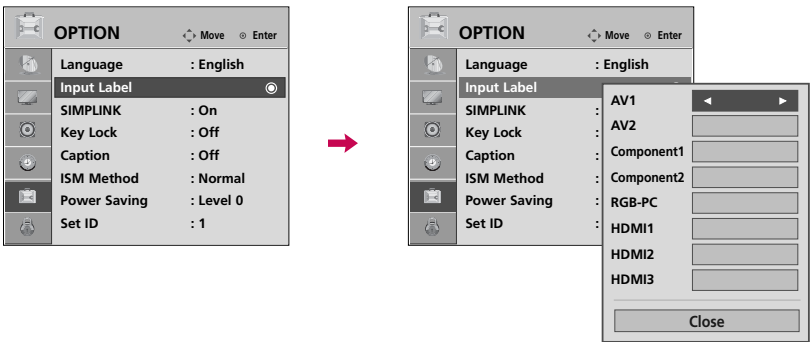 OPTION Move Enter
Language : English
Input Label
SIMPLINK : On
Key Lock : Off
Caption : Off
ISM Method : Normal
Power Saving : Level 0
Set ID : 1
OPTION Move Enter
Language : English
Input Label
SIMPLINK :
Key Lock :
Caption :
ISM Method :
Power Saving :
Set ID :
AV1
AV2
Component1
Component2
RGB-PC
HDMI1
HDMI2
HDMI3
Close